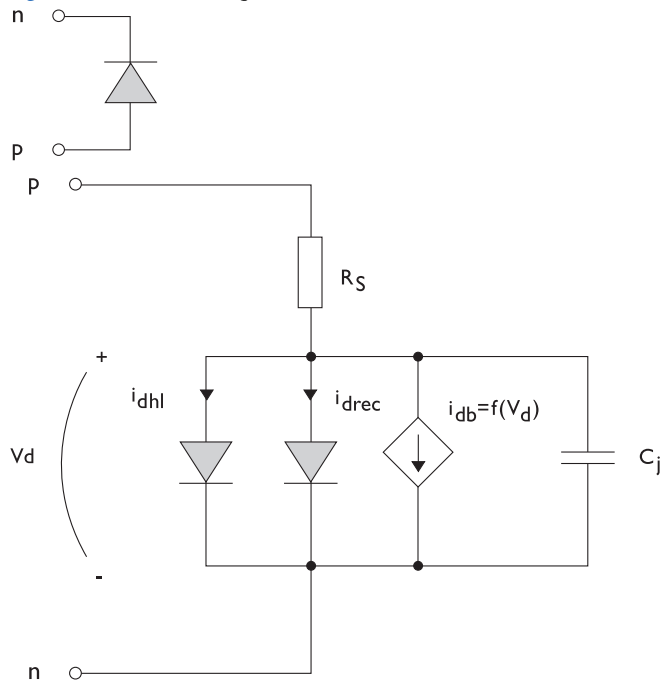 n
p
p
R_S
+
i_dhl
i_drec
i_db=f(V_d)
Vd
C_j
-
n